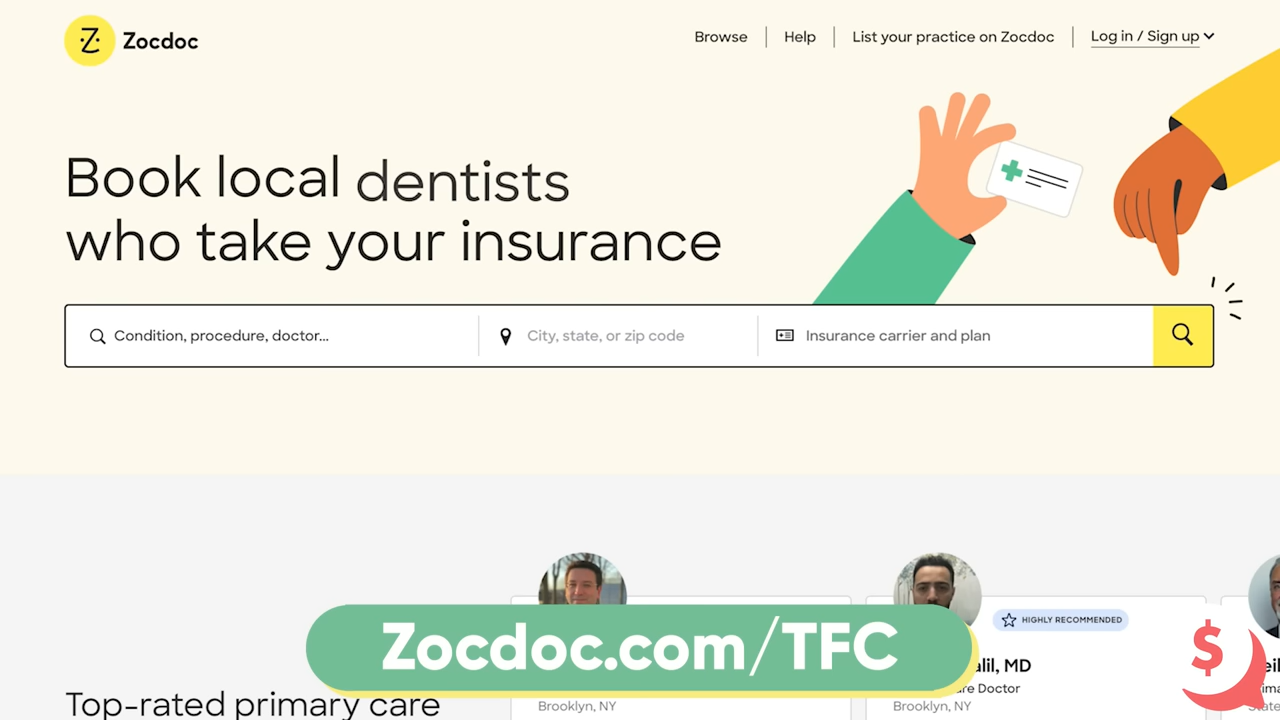 Zocdoc
Browse
Help
List your practice on Zocdoc
Log in / Sign up
Book local dentists
who take your insurance
Condition, procedure, doctor...
City, state, or zip code
Insurance carrier and plan
HIGHLY RECOMMENDED
Zocdoc.com/TFC
MD
Doctor
$
Top-rated primary care
Brooklyn, NY
Brooklyn, NY